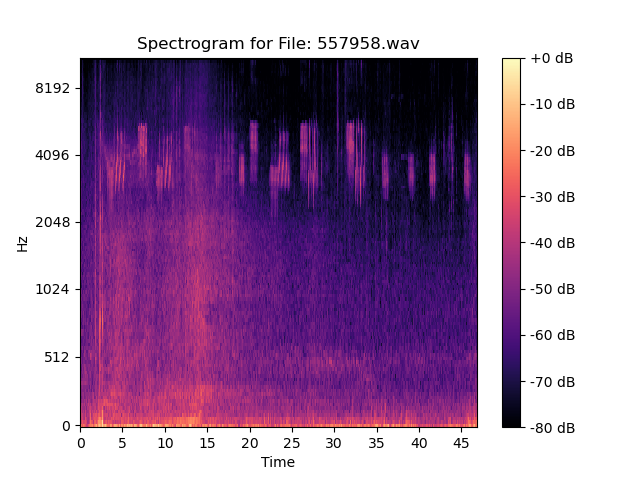 Spectrogram for File: 557958.wav
Hz
8192
4096
2048
1024
512
0
0 5 10 15 20 25 30 35 40 45
Time
+0 dB
-10 dB
-20 dB
-30 dB
-40 dB
-50 dB
-60 dB
-70 dB
-80 dB